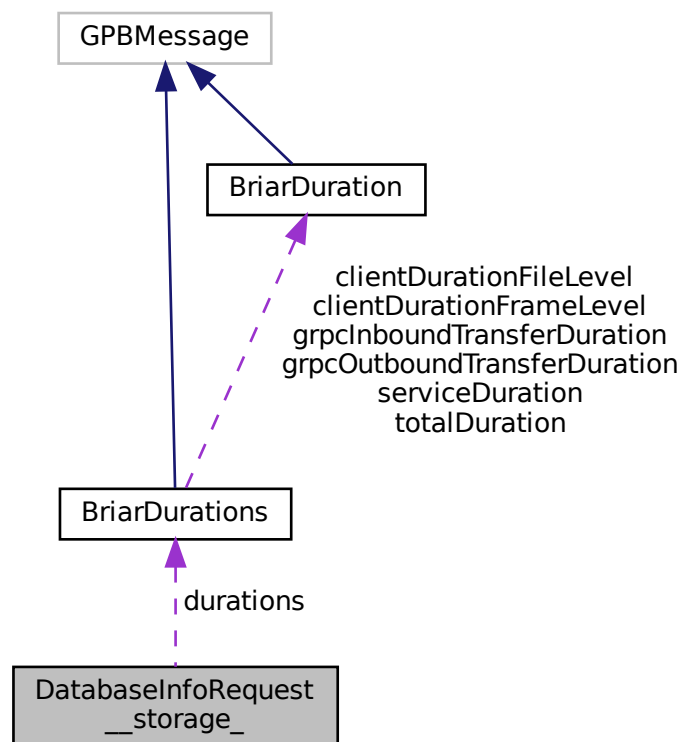 GPBMessage
BriarDuration
clientDurationFileLevel
clientDurationFrameLevel
grpcInboundTransferDuration
grpcOutboundTransferDuration
serviceDuration
totalDuration
BriarDurations
durations
DatabaseInfoRequest
__storage_